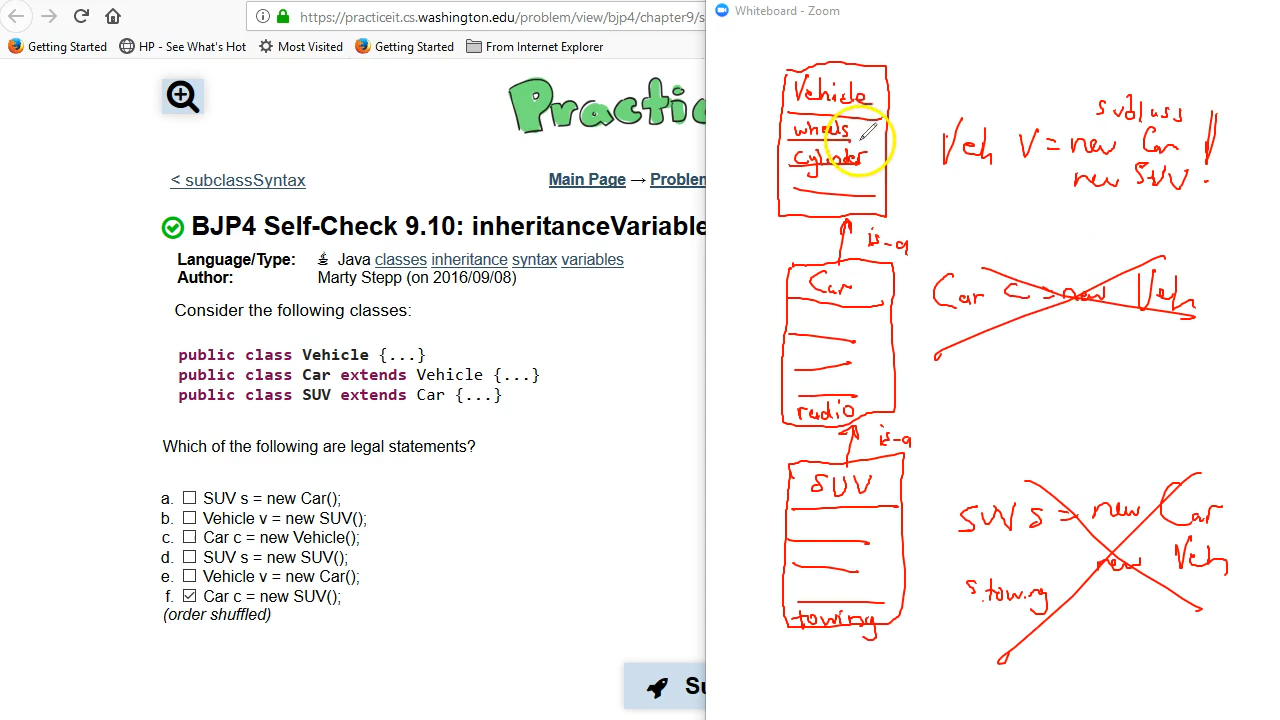 https://practiceit.cs.washington.edu/problem/view/bjp4/chapter9/s
Getting Started
HP - See What's Hot
Most Visited
Getting Started
From Internet Explorer
Practic
< subclassSyntax
Main Page → Problem
BJP4 Self-Check 9.10: inheritanceVariable
Language/Type: Java classes inheritance syntax variables
Author: Marty Stepp (on 2016/09/08)
Consider the following classes:
public class Vehicle {...}
public class Car extends Vehicle {...}
public class SUV extends Car {...}
Which of the following are legal statements?
a. SUV s = new Car();
b. Vehicle v = new SUV();
c. Car c = new Vehicle();
d. SUV s = new SUV();
e. Vehicle v = new Car();
f. Car c = new SUV();
(order shuffled)
Su
Whiteboard - Zoom
Vehicle
wheels
cylinder
is-a
Car
radio
is-a
SUV
towing
subclass
Veh v = new Car
new SUV
Car c = new Veh
SUV s = new Car
new Veh
s.towing